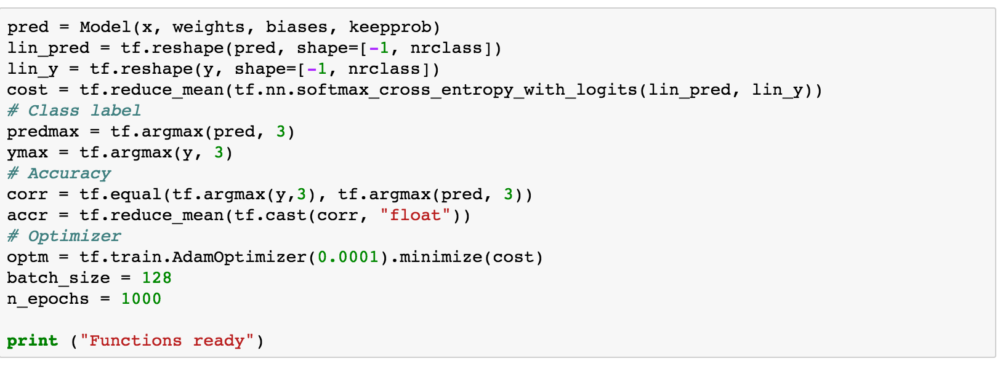 pred = Model(x, weights, biases, keepprob)
lin_pred = tf.reshape(pred, shape=[-1, nrclass])
lin_y = tf.reshape(y, shape=[-1, nrclass])
cost = tf.reduce_mean(tf.nn.softmax_cross_entropy_with_logits(lin_pred, lin_y))
# Class label
predmax = tf.argmax(pred, 3)
ymax = tf.argmax(y, 3)
# Accuracy
corr = tf.equal(tf.argmax(y,3), tf.argmax(pred, 3))
accr = tf.reduce_mean(tf.cast(corr, "float"))
# Optimizer
optm = tf.train.AdamOptimizer(0.0001).minimize(cost)
batch_size = 128
n_epochs = 1000

print ("Functions ready")